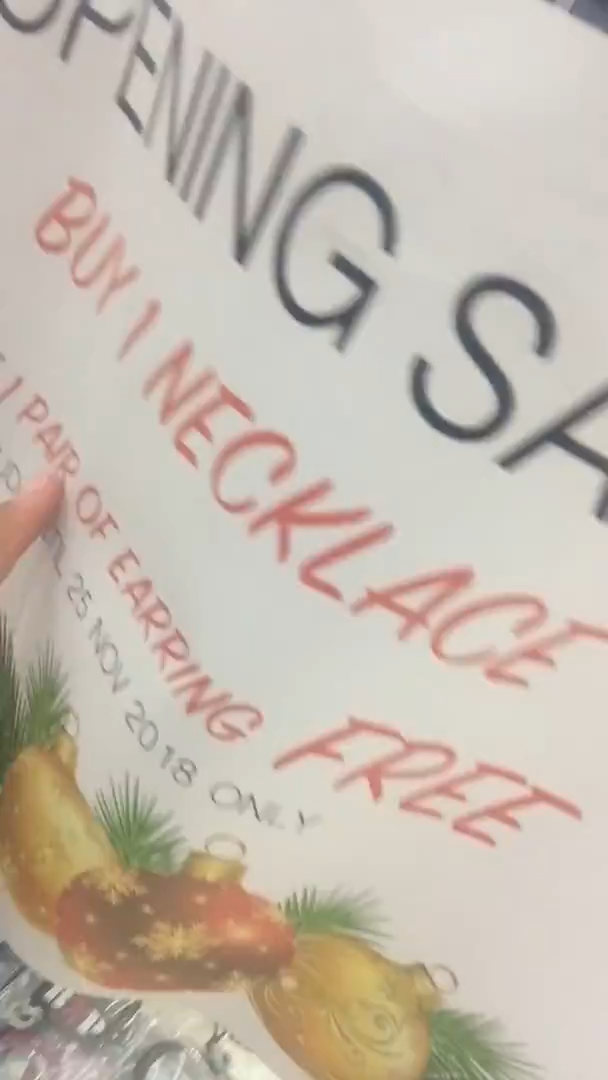 OPENING SA
BUY 1 NECKLACE
1 PAIR OF EARRING FREE
25 NOV 2018 ONLY